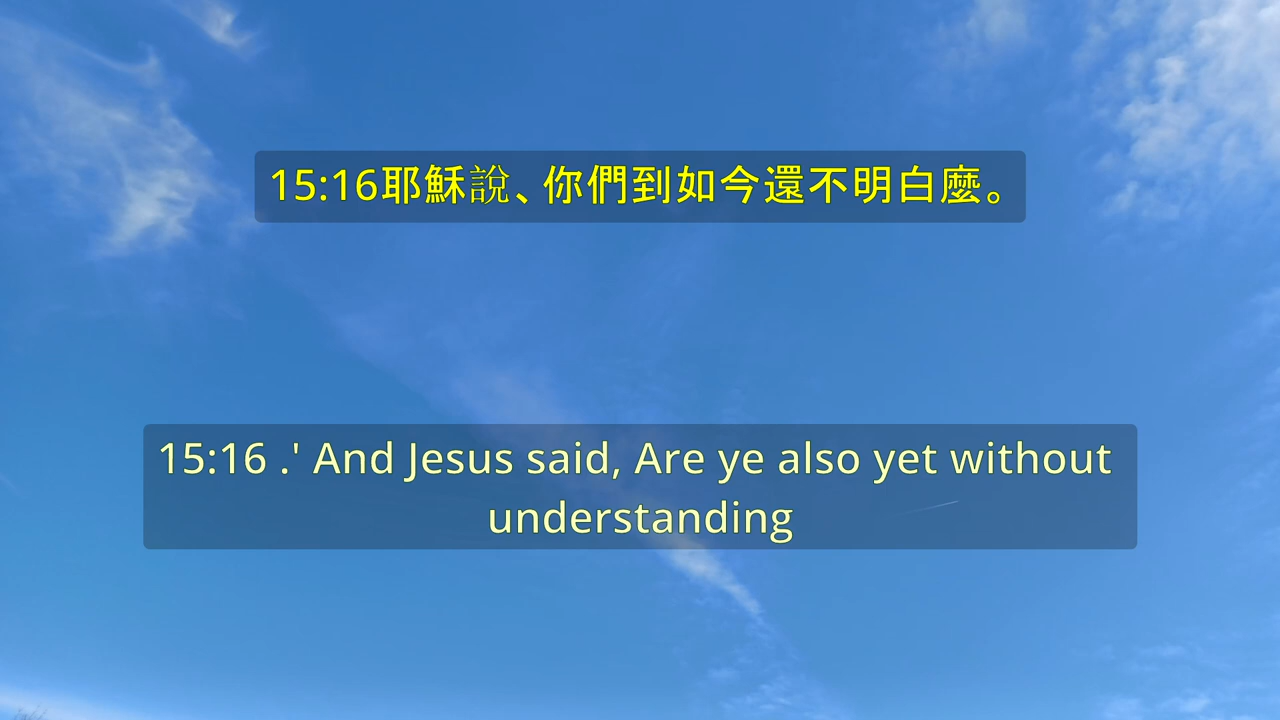 15:16耶穌說、你們到如今還不明白麼。
15:16 .' And Jesus said, Are ye also yet without
understanding